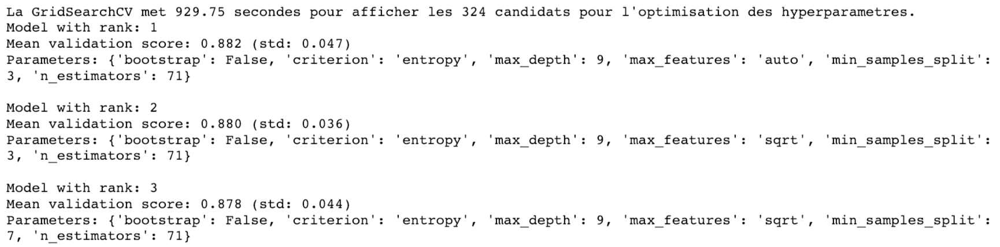 La GridSearchCV met 929.75 secondes pour afficher les 324 candidats pour l'optimisation des hyperparametres.
Model with rank: 1
Mean validation score: 0.882 (std: 0.047)
Parameters: {'bootstrap': False, 'criterion': 'entropy', 'max_depth': 9, 'max_features': 'auto', 'min_samples_split':
3, 'n_estimators': 71}

Model with rank: 2
Mean validation score: 0.880 (std: 0.036)
Parameters: {'bootstrap': False, 'criterion': 'entropy', 'max_depth': 9, 'max_features': 'sqrt', 'min_samples_split':
3, 'n_estimators': 71}

Model with rank: 3
Mean validation score: 0.878 (std: 0.044)
Parameters: {'bootstrap': False, 'criterion': 'entropy', 'max_depth': 9, 'max_features': 'sqrt', 'min_samples_split':
7, 'n_estimators': 71}